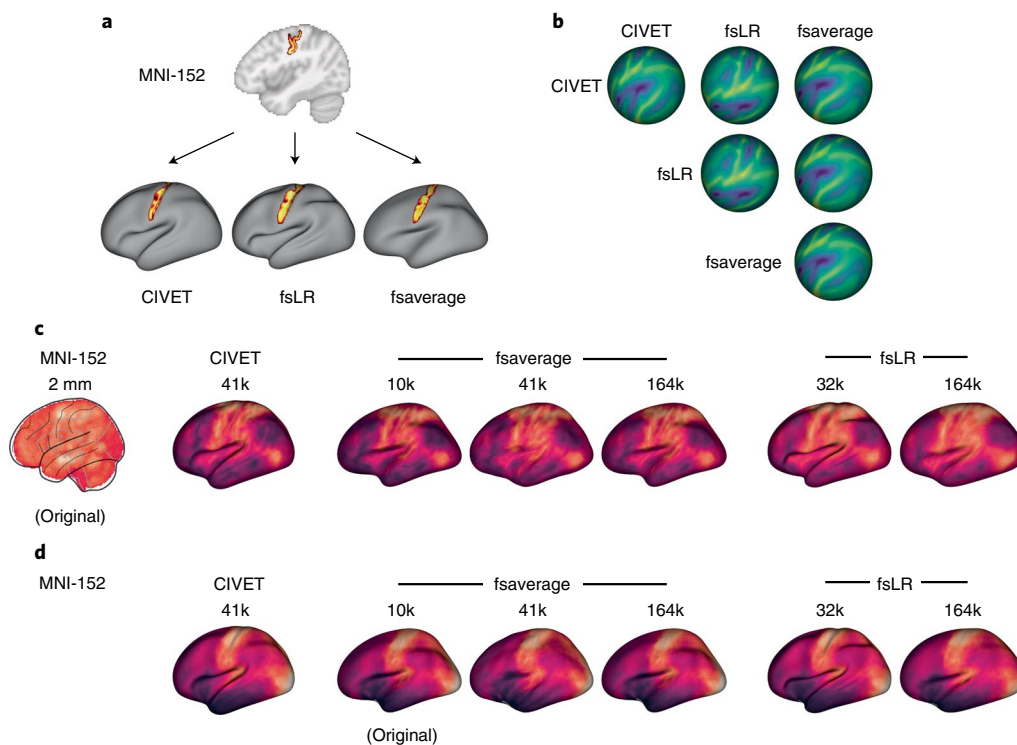 a
MNI-152
CIVET fsLR fsaverage
b
CIVET fsLR fsaverage
CIVET
fsLR
fsaverage
c
MNI-152 CIVET fsaverage fsLR
2 mm 41k 10k 41k 164k 32k 164k
(Original)
d
MNI-152 CIVET fsaverage fsLR
41k 10k 41k 164k 32k 164k
(Original)